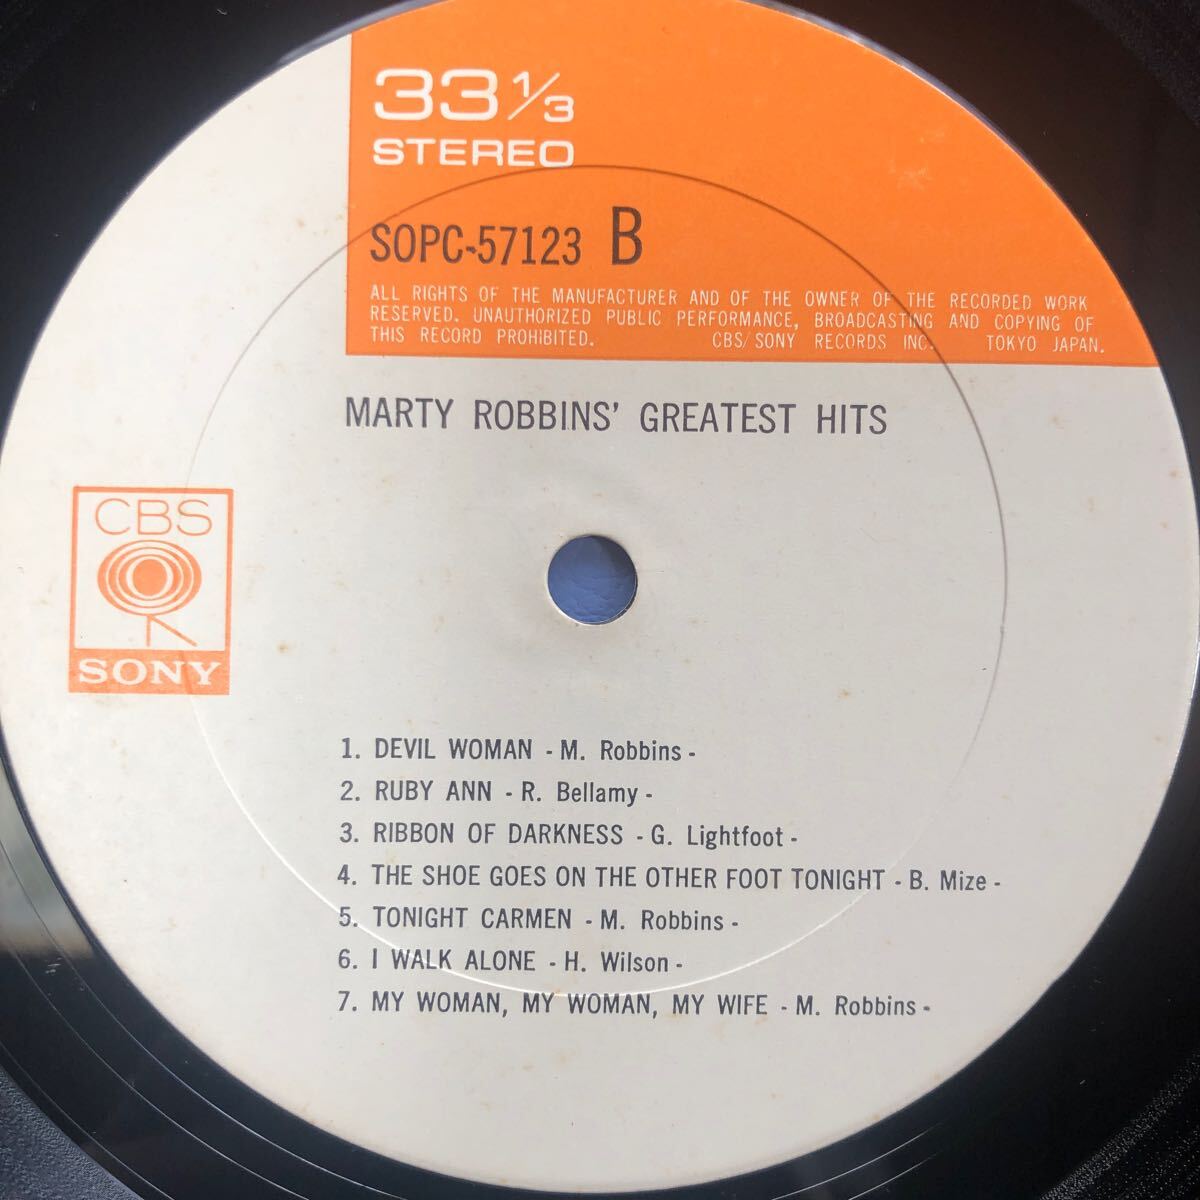 33 1/3
STEREO
SOPC-57123 B
ALL RIGHTS OF THE MANUFACTURER AND OF THE OWNER OF THE RECORDED WORK
RESERVED. UNAUTHORIZED PUBLIC PERFORMANCE, BROADCASTING AND COPYING OF
THIS RECORD PROHIBITED. CBS/SONY RECORDS INC. TOKYO JAPAN.
MARTY ROBBINS' GREATEST HITS
CBS
SONY
1. DEVIL WOMAN - M. Robbins -
2. RUBY ANN - R. Bellamy -
3. RIBBON OF DARKNESS - G. Lightfoot -
4. THE SHOE GOES ON THE OTHER FOOT TONIGHT - B. Mize -
5. TONIGHT CARMEN - M. Robbins -
6. I WALK ALONE - H. Wilson -
7. MY WOMAN, MY WOMAN, MY WIFE - M. Robbins -